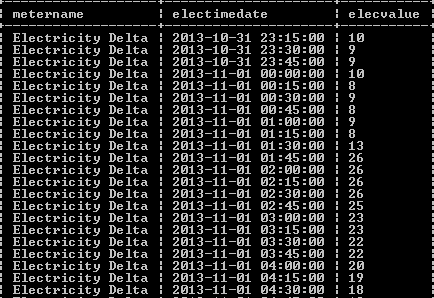 metername ¦ electimedate ¦ elecvalue
Electricity Delta ¦ 2013-10-31 23:15:00 ¦ 10
Electricity Delta ¦ 2013-10-31 23:30:00 ¦ 9
Electricity Delta ¦ 2013-10-31 23:45:00 ¦ 9
Electricity Delta ¦ 2013-11-01 00:00:00 ¦ 10
Electricity Delta ¦ 2013-11-01 00:15:00 ¦ 8
Electricity Delta ¦ 2013-11-01 00:30:00 ¦ 9
Electricity Delta ¦ 2013-11-01 00:45:00 ¦ 8
Electricity Delta ¦ 2013-11-01 01:00:00 ¦ 9
Electricity Delta ¦ 2013-11-01 01:15:00 ¦ 8
Electricity Delta ¦ 2013-11-01 01:30:00 ¦ 13
Electricity Delta ¦ 2013-11-01 01:45:00 ¦ 26
Electricity Delta ¦ 2013-11-01 02:00:00 ¦ 26
Electricity Delta ¦ 2013-11-01 02:15:00 ¦ 26
Electricity Delta ¦ 2013-11-01 02:30:00 ¦ 26
Electricity Delta ¦ 2013-11-01 02:45:00 ¦ 25
Electricity Delta ¦ 2013-11-01 03:00:00 ¦ 23
Electricity Delta ¦ 2013-11-01 03:15:00 ¦ 23
Electricity Delta ¦ 2013-11-01 03:30:00 ¦ 22
Electricity Delta ¦ 2013-11-01 03:45:00 ¦ 22
Electricity Delta ¦ 2013-11-01 04:00:00 ¦ 20
Electricity Delta ¦ 2013-11-01 04:15:00 ¦ 19
Electricity Delta ¦ 2013-11-01 04:30:00 ¦ 18